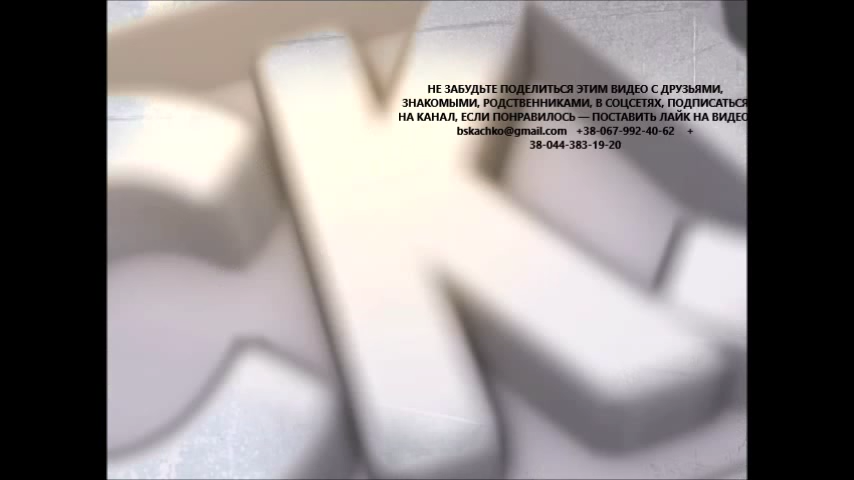 НЕ ЗАБУДЬТЕ ПОДЕЛИТЬСЯ ЭТИМ ВИДЕО С ДРУЗЬЯМИ,
ЗНАКОМЫМИ, РОДСТВЕННИКАМИ, В СОЦСЕТЯХ, ПОДПИСАТЬСЯ
НА КАНАЛ, ЕСЛИ ПОНРАВИЛОСЬ — ПОСТАВИТЬ ЛАЙК НА ВИДЕО
bskachko@gmail.com +38-067-992-40-62 +
38-044-383-19-20
К